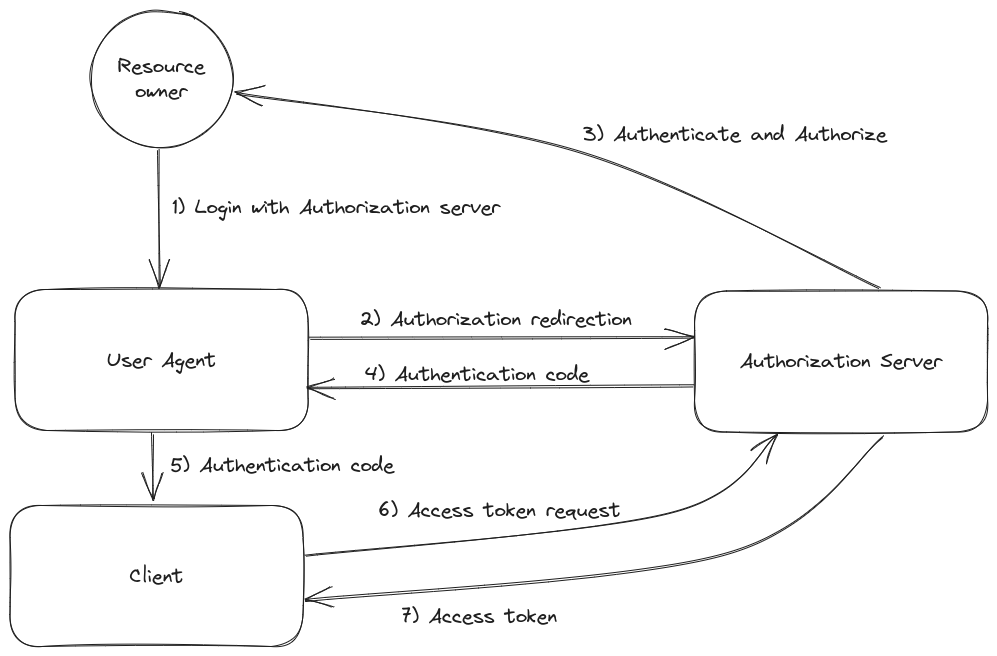 Resource
owner
3) Authenticate and Authorize
1) Login with Authorization server
2) Authorization redirection
User Agent
Authorization Server
4) Authentication code
5) Authentication code
6) Access token request
Client
7) Access token